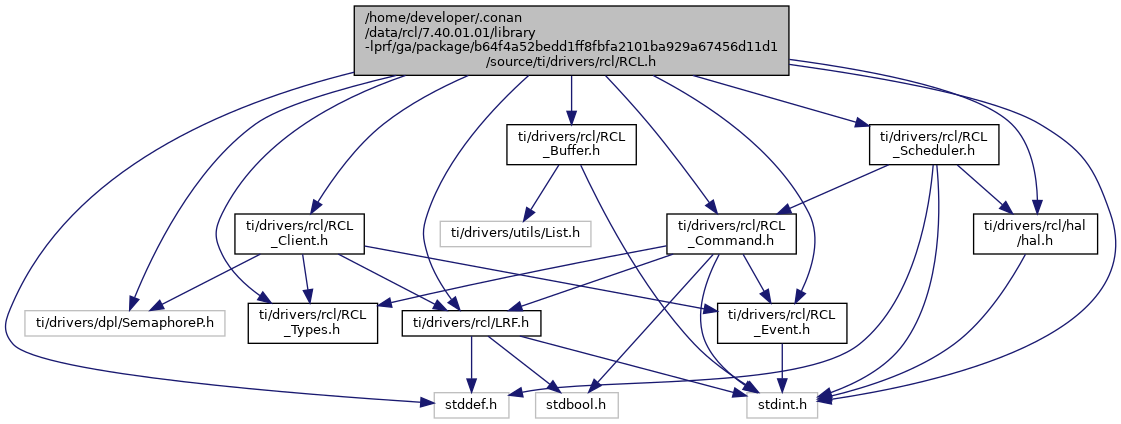 /home/developer/.conan
/data/rcl/7.40.01.01/library
-lprf/ga/package/b64f4a52bedd1ff8fbfa2101ba929a67456d11d1
/source/ti/drivers/rcl/RCL.h
ti/drivers/rcl/RCL
_Buffer.h
ti/drivers/rcl/RCL
_Scheduler.h
ti/drivers/rcl/RCL
_Client.h
ti/drivers/utils/List.h
ti/drivers/rcl/RCL
_Command.h
ti/drivers/rcl/hal
/hal.h
ti/drivers/dpl/SemaphoreP.h
ti/drivers/rcl/RCL
_Types.h
ti/drivers/rcl/LRF.h
ti/drivers/rcl/RCL
_Event.h
stddef.h
stdbool.h
stdint.h